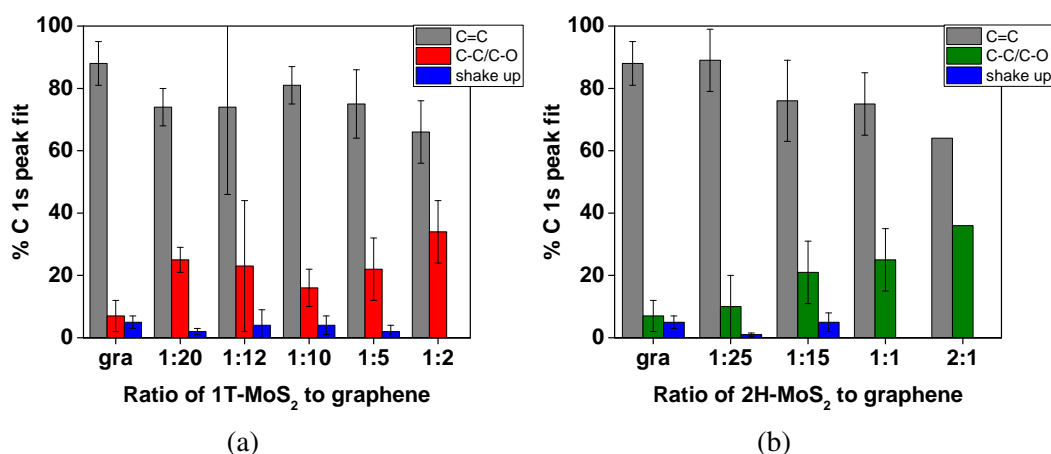 % C 1s peak fit
100
80
60
40
20
0
C=C
C-C/C-O
shake up
gra 1:20 1:12 1:10 1:5 1:2
Ratio of 1T-MoS2 to graphene
(a)
% C 1s peak fit
100
80
60
40
20
0
C=C
C-C/C-O
shake up
gra 1:25 1:15 1:1 2:1
Ratio of 2H-MoS2 to graphene
(b)